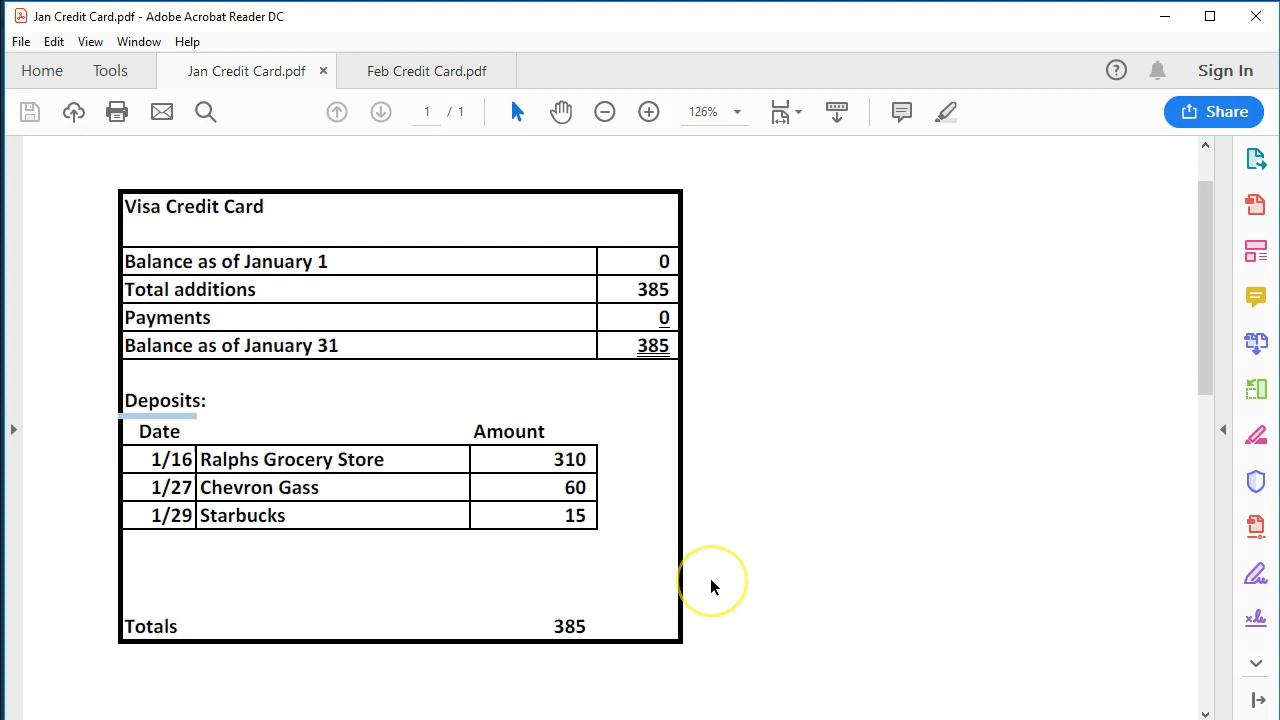 Jan Credit Card.pdf - Adobe Acrobat Reader DC
File Edit View Window Help
Home Tools Jan Credit Card.pdf × Feb Credit Card.pdf Sign In
1 / 1 126% Share
Visa Credit Card
Balance as of January 1 0
Total additions 385
Payments 0
Balance as of January 31 385
Deposits:
Date Amount
1/16 Ralphs Grocery Store 310
1/27 Chevron Gass 60
1/29 Starbucks 15
Totals 385